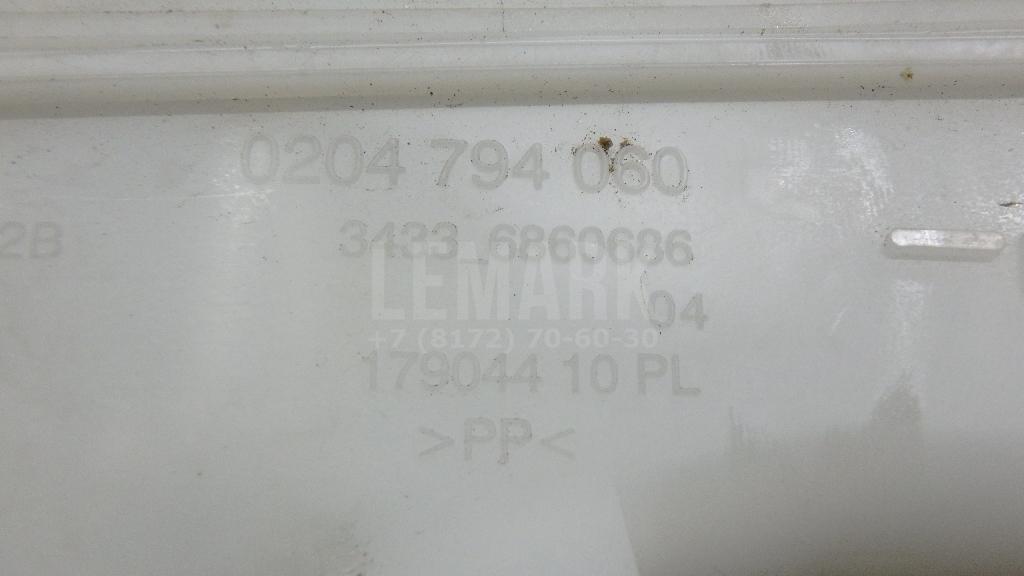 0204 794 060
2B
3433 6860686
LEMARK
04
+7 (8172) 70-60-30
179044 10 PL
>PP<